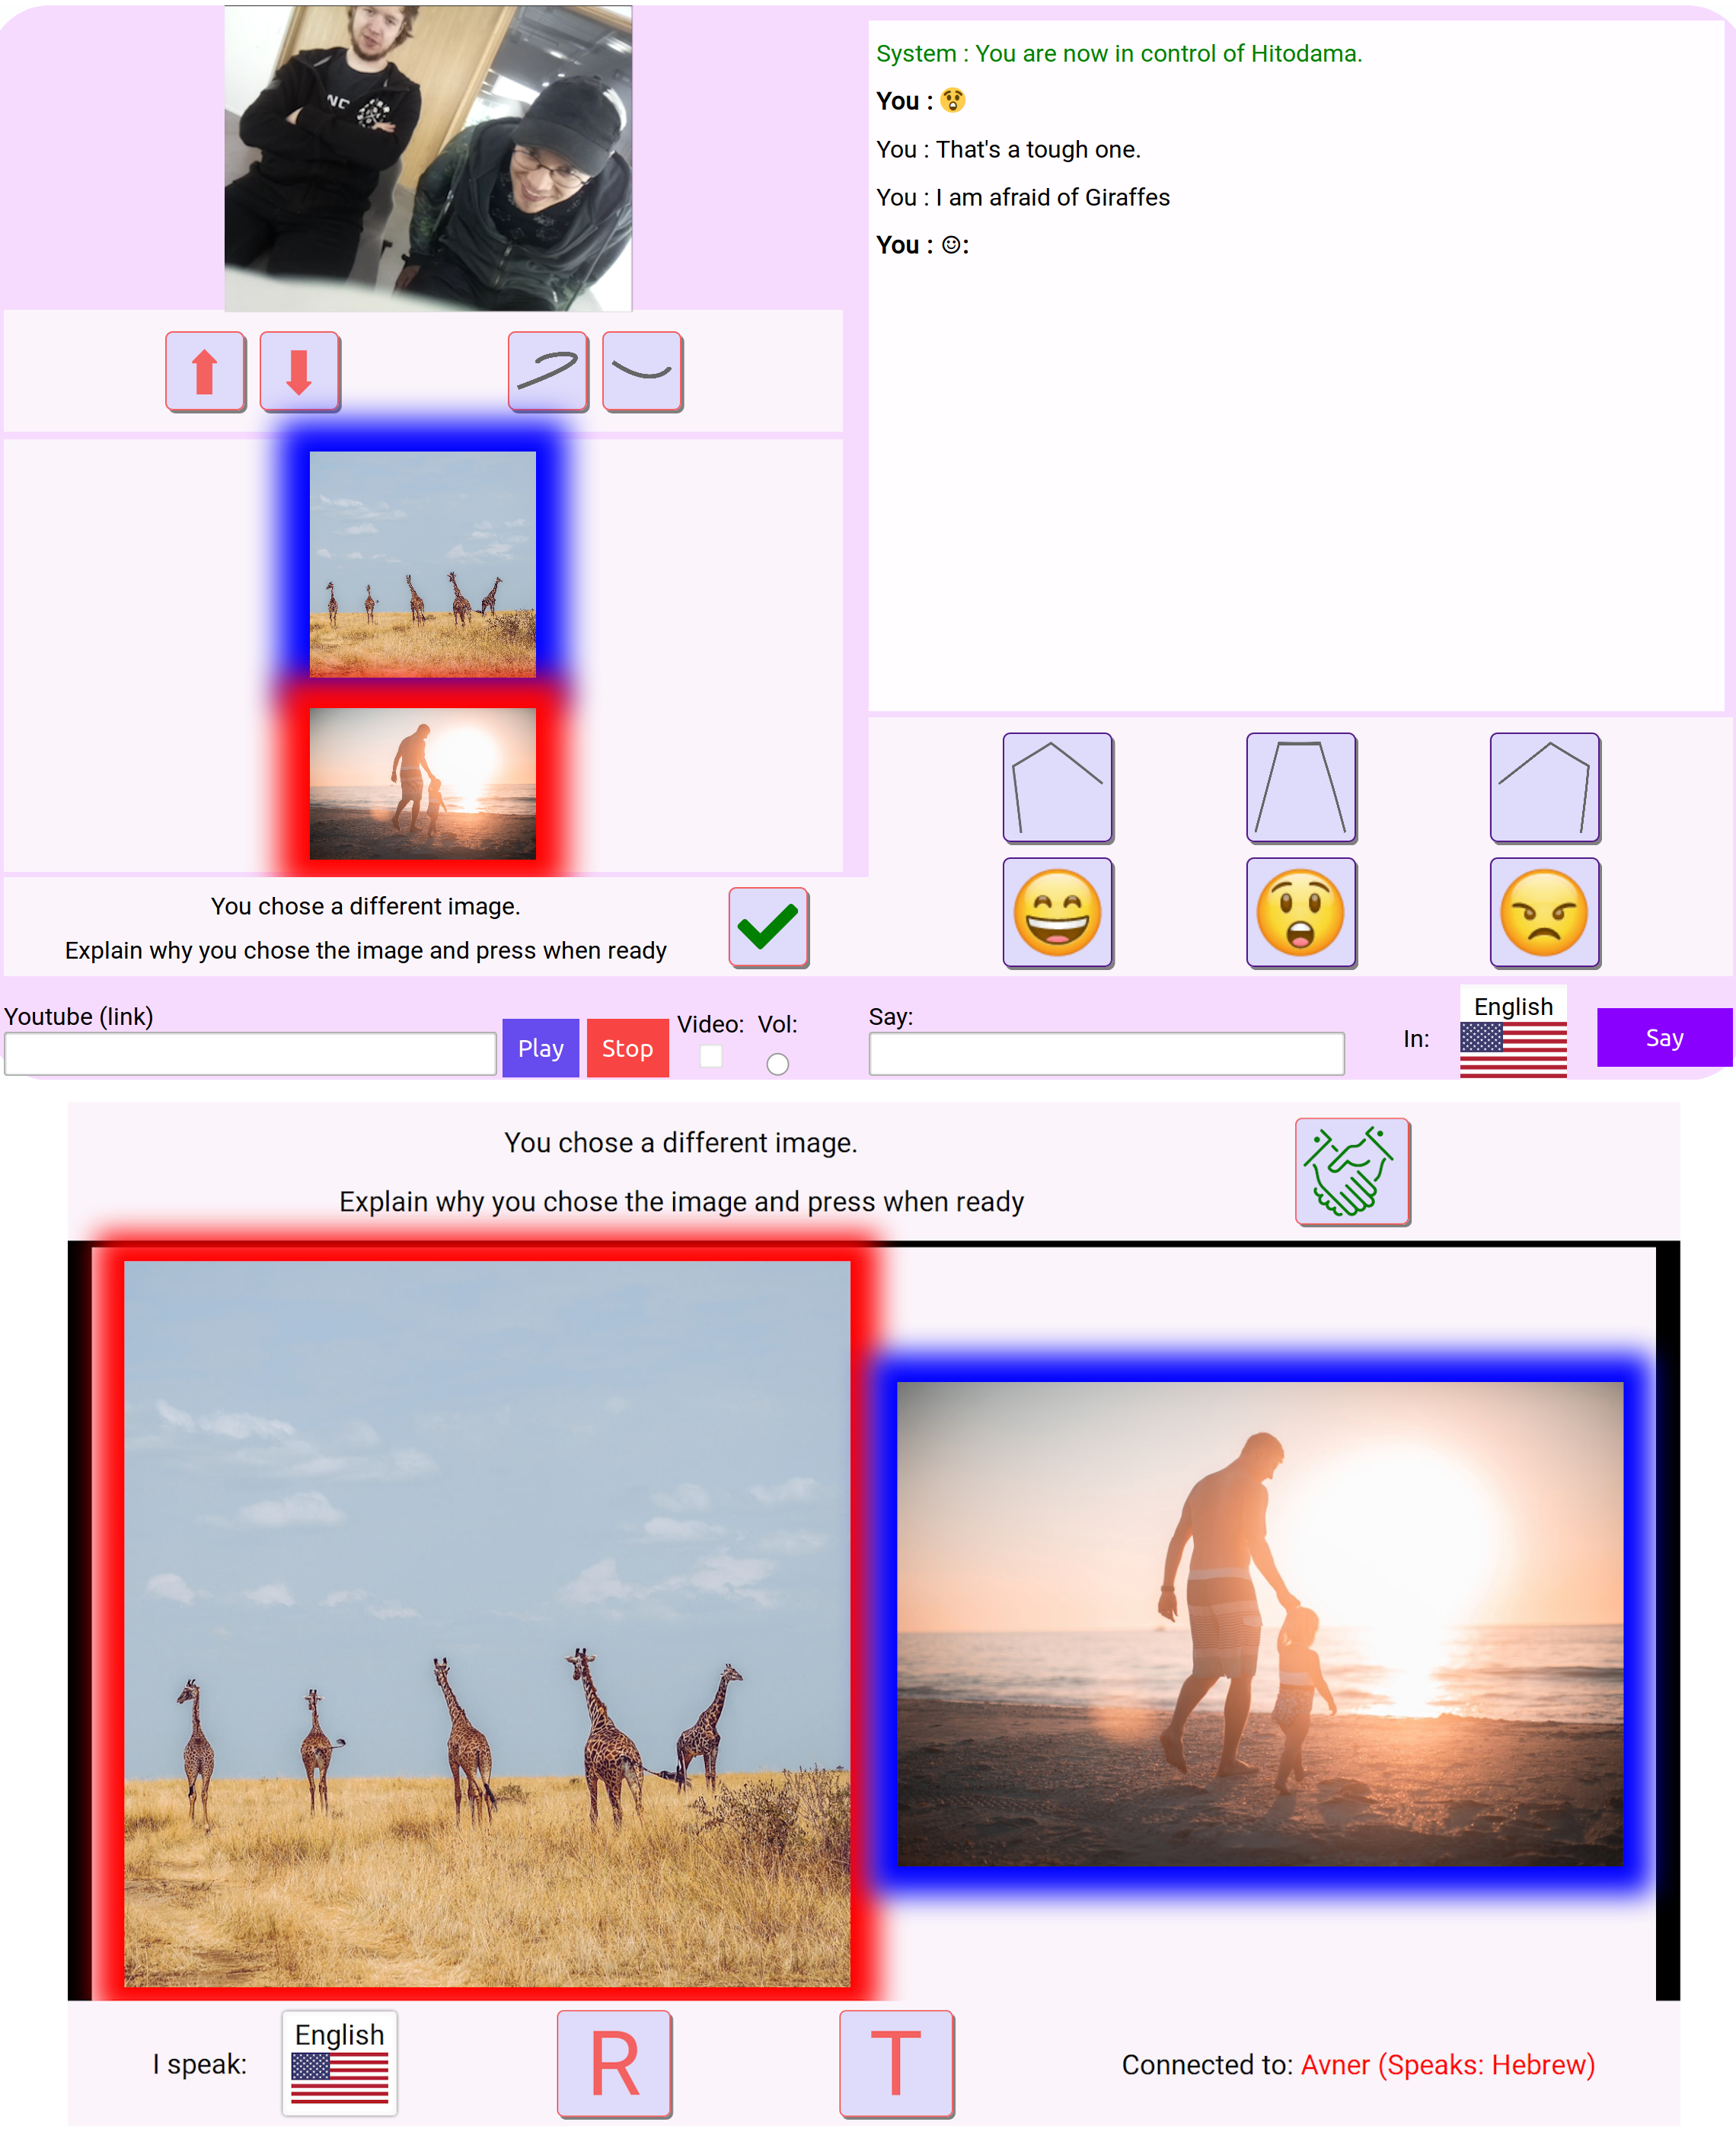 NC
System : You are now in control of Hitodama.
You : 😲
You : That's a tough one.
You : I am afraid of Giraffes
You : ☺:
You chose a different image.
Explain why you chose the image and press when ready
Youtube (link)
Play
Stop
Video:
Vol:
Say:
In:
English
Say
You chose a different image.
Explain why you chose the image and press when ready
I speak:
English
R
T
Connected to: Avner (Speaks: Hebrew)